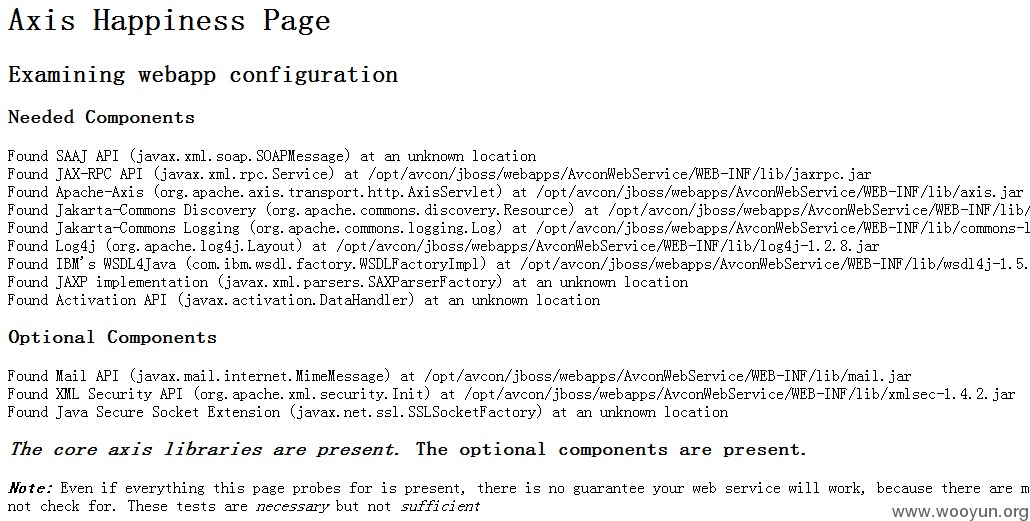 Axis Happiness Page
Examining webapp configuration
Needed Components
Found SAAJ API (javax.xml.soap.SOAPMessage) at an unknown location
Found JAX-RPC API (javax.xml.rpc.Service) at /opt/avcon/jboss/webapps/AvconWebService/WEB-INF/lib/jaxrpc.jar
Found Apache-Axis (org.apache.axis.transport.http.AxisServlet) at /opt/avcon/jboss/webapps/AvconWebService/WEB-INF/lib/axis.jar
Found Jakarta-Commons Discovery (org.apache.commons.discovery.Resource) at /opt/avcon/jboss/webapps/AvconWebService/WEB-INF/lib/
Found Jakarta-Commons Logging (org.apache.commons.logging.Log) at /opt/avcon/jboss/webapps/AvconWebService/WEB-INF/lib/commons-l
Found Log4j (org.apache.log4j.Layout) at /opt/avcon/jboss/webapps/AvconWebService/WEB-INF/lib/log4j-1.2.8.jar
Found IBM's WSDL4Java (com.ibm.wsdl.factory.WSDLFactoryImpl) at /opt/avcon/jboss/webapps/AvconWebService/WEB-INF/lib/wsdl4j-1.5.
Found JAXP implementation (javax.xml.parsers.SAXParserFactory) at an unknown location
Found Activation API (javax.activation.DataHandler) at an unknown location
Optional Components
Found Mail API (javax.mail.internet.MimeMessage) at /opt/avcon/jboss/webapps/AvconWebService/WEB-INF/lib/mail.jar
Found XML Security API (org.apache.xml.security.Init) at /opt/avcon/jboss/webapps/AvconWebService/WEB-INF/lib/xmlsec-1.4.2.jar
Found Java Secure Socket Extension (javax.net.ssl.SSLSocketFactory) at an unknown location
The core axis libraries are present. The optional components are present.
Note: Even if everything this page probes for is present, there is no guarantee your web service will work, because there are m
not check for. These tests are necessary but not sufficient
www.wooyun.org